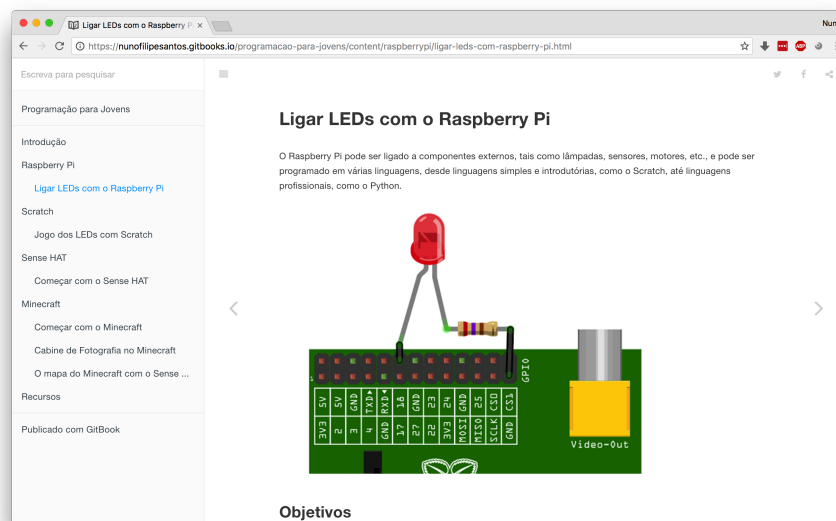 Ligar LEDs com o Raspberry P
Nun
https://nunofilipesantos.gitbooks.io/programacao-para-jovens/content/raspberrypi/ligar-leds-com-raspberry-pi.html
ABP
Escreva para pesquisar
Programação para Jovens
Introdução
Raspberry Pi
Ligar LEDs com o Raspberry Pi
Scratch
Jogo dos LEDs com Scratch
Sense HAT
Começar com o Sense HAT
Minecraft
Começar com o Minecraft
Cabine de Fotografia no Minecraft
O mapa do Minecraft com o Sense ...
Recursos
Publicado com GitBook
Ligar LEDs com o Raspberry Pi
O Raspberry Pi pode ser ligado a componentes externos, tais como lâmpadas, sensores, motores, etc., e pode ser
programado em várias linguagens, desde linguagens simples e introdutórias, como o Scratch, até linguagens
profissionais, como o Python.
GPIO
1
5V 5V GND TXD▸ RXD◂ 18 GND 23 24 GND 25 CS0 CS1
3V3 2 3 4 GND 17 27 22 3V3 MOSI MISO SCLK GND
Video-Out
Objetivos